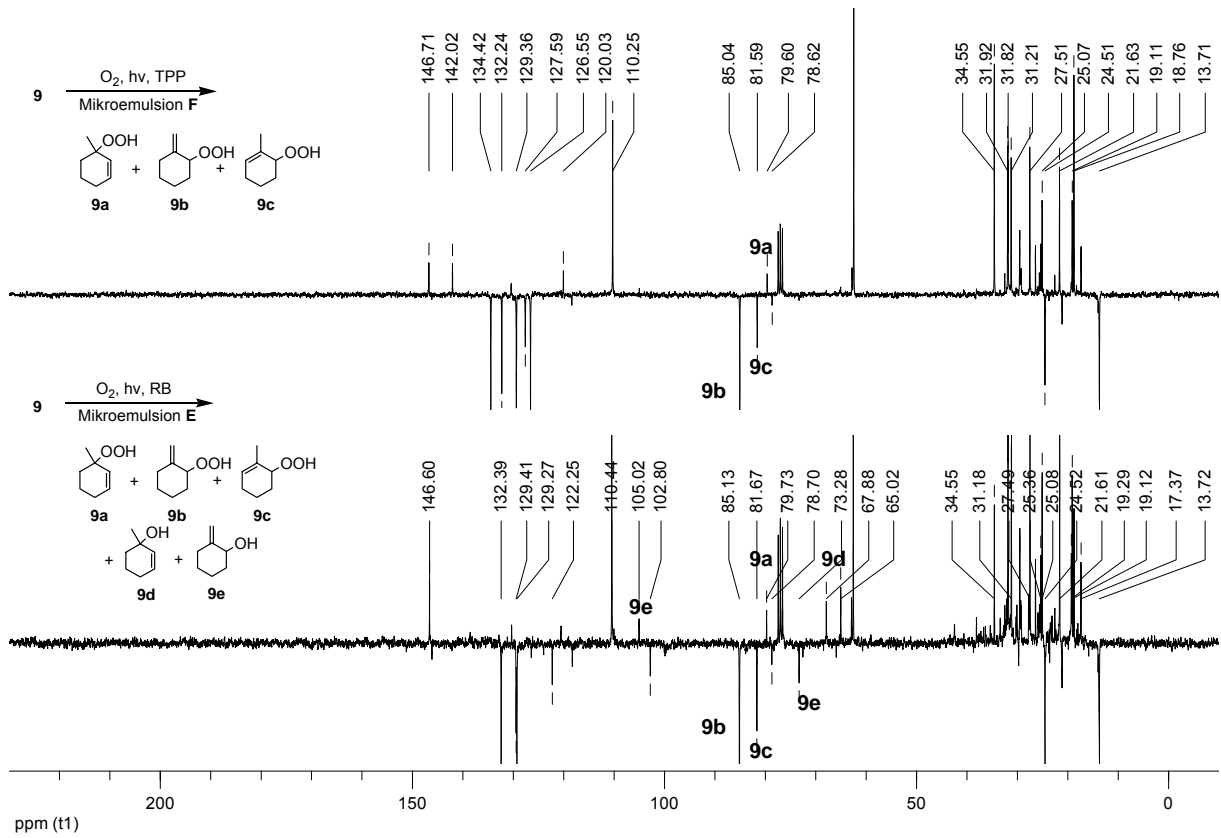 O2, hv, TPP
9
Mikroemulsion F
OOH
OOH
OOH
+
+
9a
9b
9c
146.71
142.02
134.42
132.24
129.36
127.59
126.55
120.03
110.25
85.04
81.59
79.60
78.62
34.55
31.92
31.82
31.21
27.51
25.07
24.51
21.63
19.11
18.76
13.71
9a
9c
9b
O2, hv, RB
9
Mikroemulsion E
OOH
OOH
OOH
+
+
9a
9b
9c
OH
OH
+
+
9d
9e
146.60
132.39
129.41
129.27
122.25
110.44
105.02
102.80
85.13
81.67
79.73
78.70
73.28
67.88
65.02
34.55
31.18
27.49
25.36
25.08
24.52
21.61
19.29
19.12
17.37
13.72
9a
9d
9e
9e
9b
9c
200
150
100
50
0
ppm (t1)